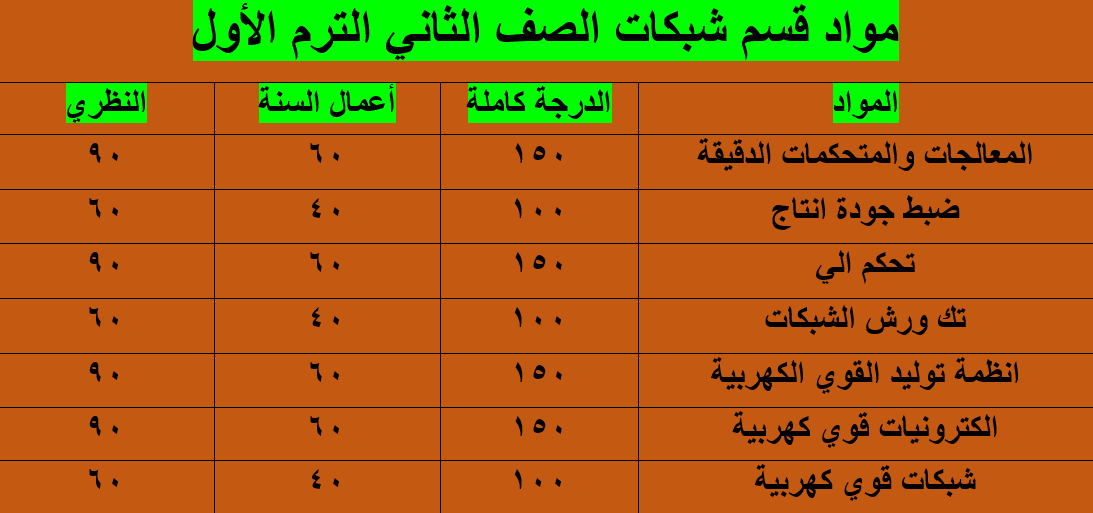 مواد قسم شبكات الصف الثاني الترم الأول
المواد الدرجة كاملة أعمال السنة النظري
المعالجات والمتحكمات الدقيقة ١٥٠ ٦٠ ٩٠
ضبط جودة انتاج ١٠٠ ٤٠ ٦٠
تحكم الي ١٥٠ ٦٠ ٩٠
تك ورش الشبكات ١٠٠ ٤٠ ٦٠
انظمة توليد القوي الكهربية ١٥٠ ٦٠ ٩٠
الكترونيات قوي كهربية ١٥٠ ٦٠ ٩٠
شبكات قوي كهربية ١٠٠ ٤٠ ٦٠